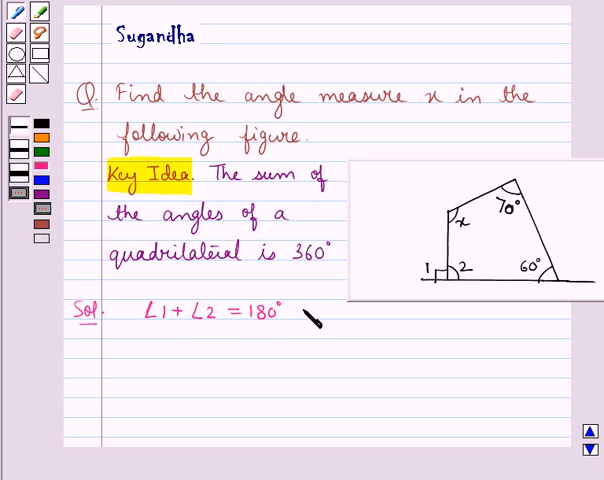 Sugandha
Q. Find the angle measure x in the
following figure.
Key Idea. The sum of
the angles of a
quadrilateral is 360°
Sol. ∠1 + ∠2 = 180°
70°
x
1 2 60°